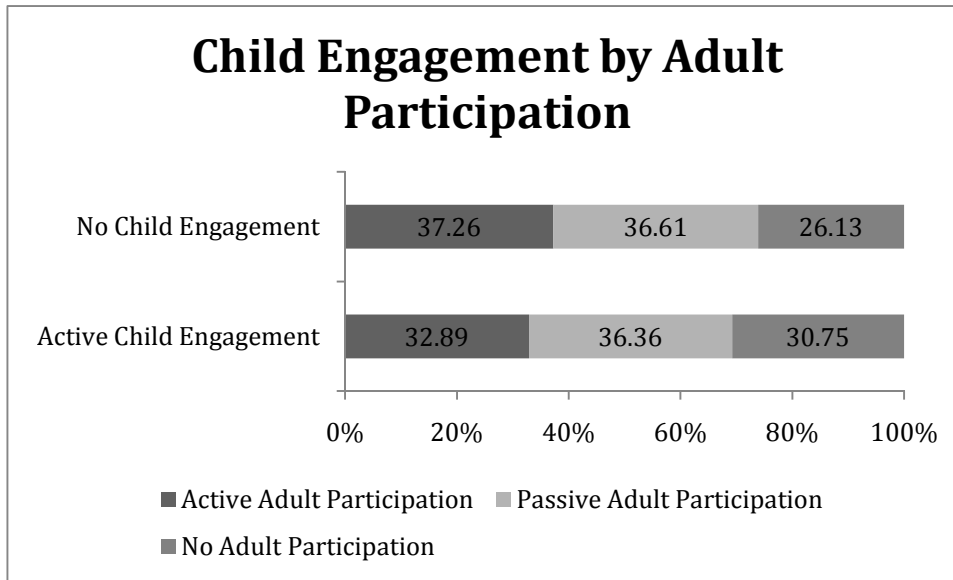 Child Engagement by Adult
Participation
No Child Engagement
37.26 36.61 26.13
Active Child Engagement
32.89 36.36 30.75
0% 20% 40% 60% 80% 100%
Active Adult Participation Passive Adult Participation
No Adult Participation